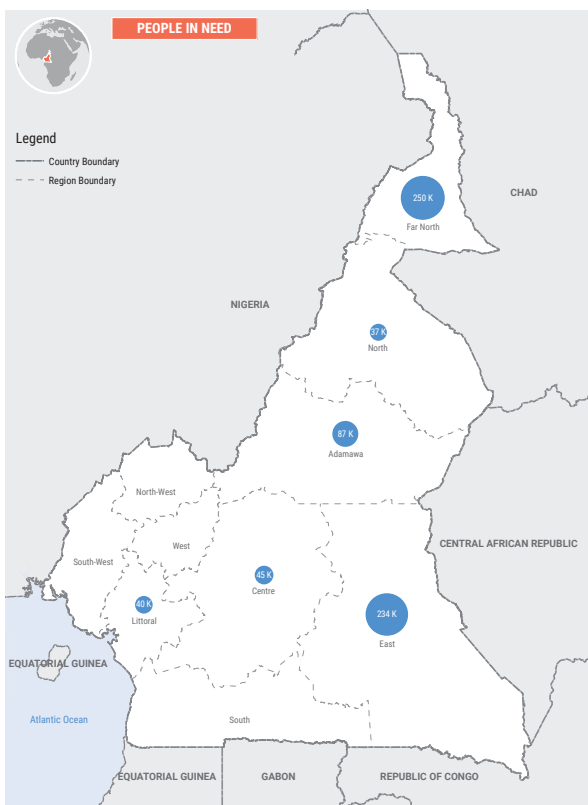 PEOPLE IN NEED
Legend
Country Boundary
Region Boundary
CHAD
250 K
Far North
NIGERIA
37 K
North
87 K
Adamawa
North-West
West
South-West
CENTRAL AFRICAN REPUBLIC
45 K
Centre
40 K
Littoral
234 K
East
EQUATORIAL GUINEA
Atlantic Ocean
South
EQUATORIAL GUINEA
GABON
REPUBLIC OF CONGO